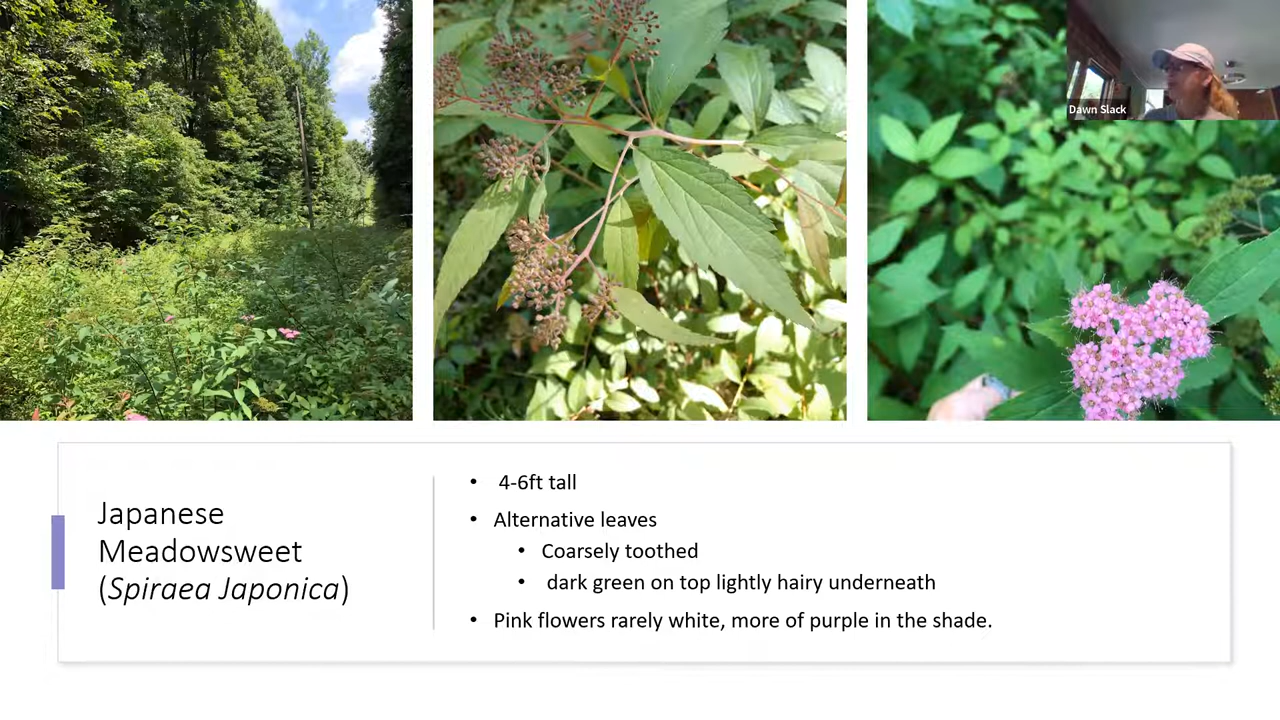 Dawn Slack
Japanese
Meadowsweet
(Spiraea Japonica)
• 4-6ft tall
• Alternative leaves
• Coarsely toothed
• dark green on top lightly hairy underneath
• Pink flowers rarely white, more of purple in the shade.